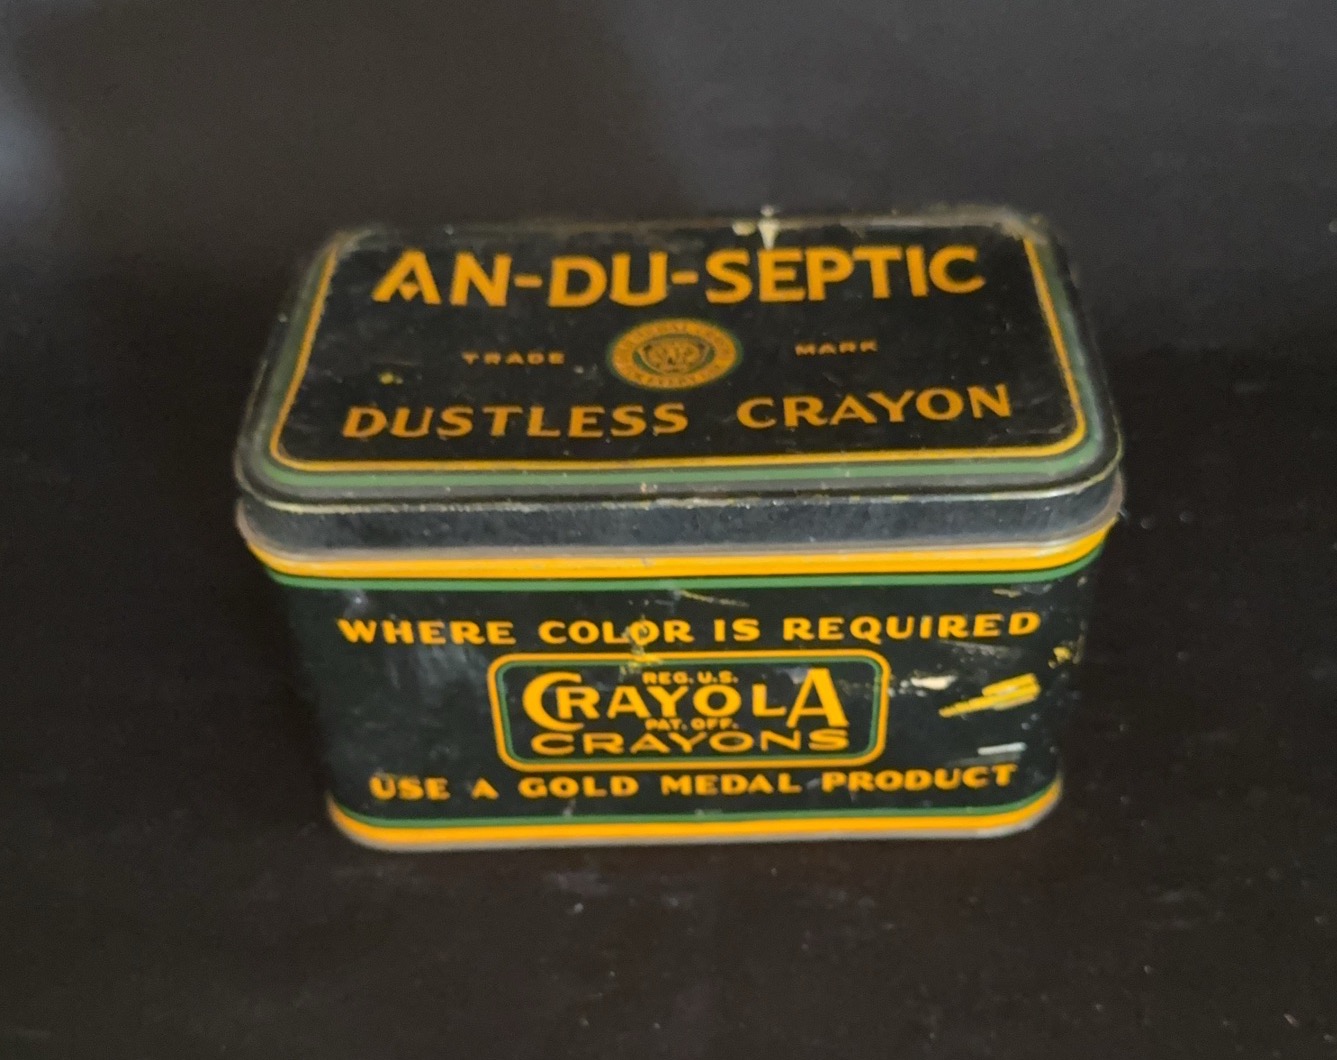 AN-DU-SEPTIC
TRADE MARK
DUSTLESS CRAYON
WHERE COLOR IS REQUIRED
REG. U.S.
CRAYOLA
PAT. OFF.
CRAYONS
USE A GOLD MEDAL PRODUCT